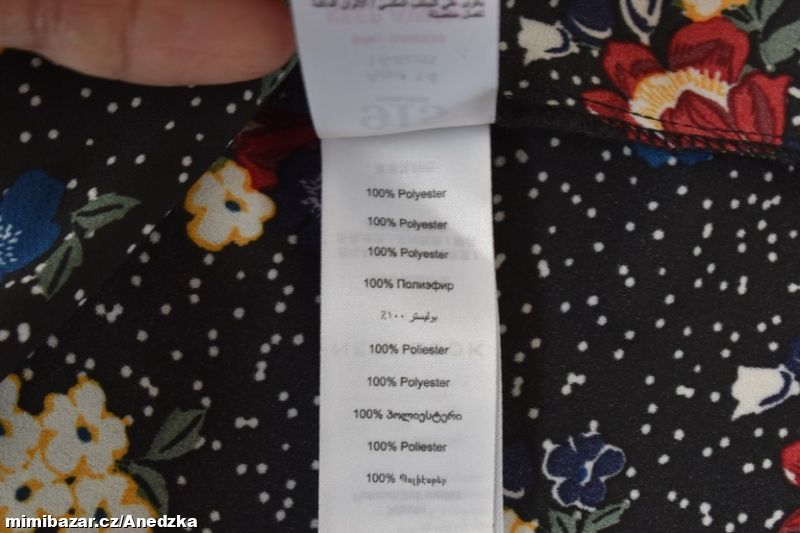 100% Polyester
100% Polyester
100% Polyester
100% Полиэфир
بوليستر ١٠٠٪
100% Poliester
100% Polyester
100% პოლიესტერი
100% Poliester
100% Պոլիէսթեր
mimibazar.cz/Anedzka